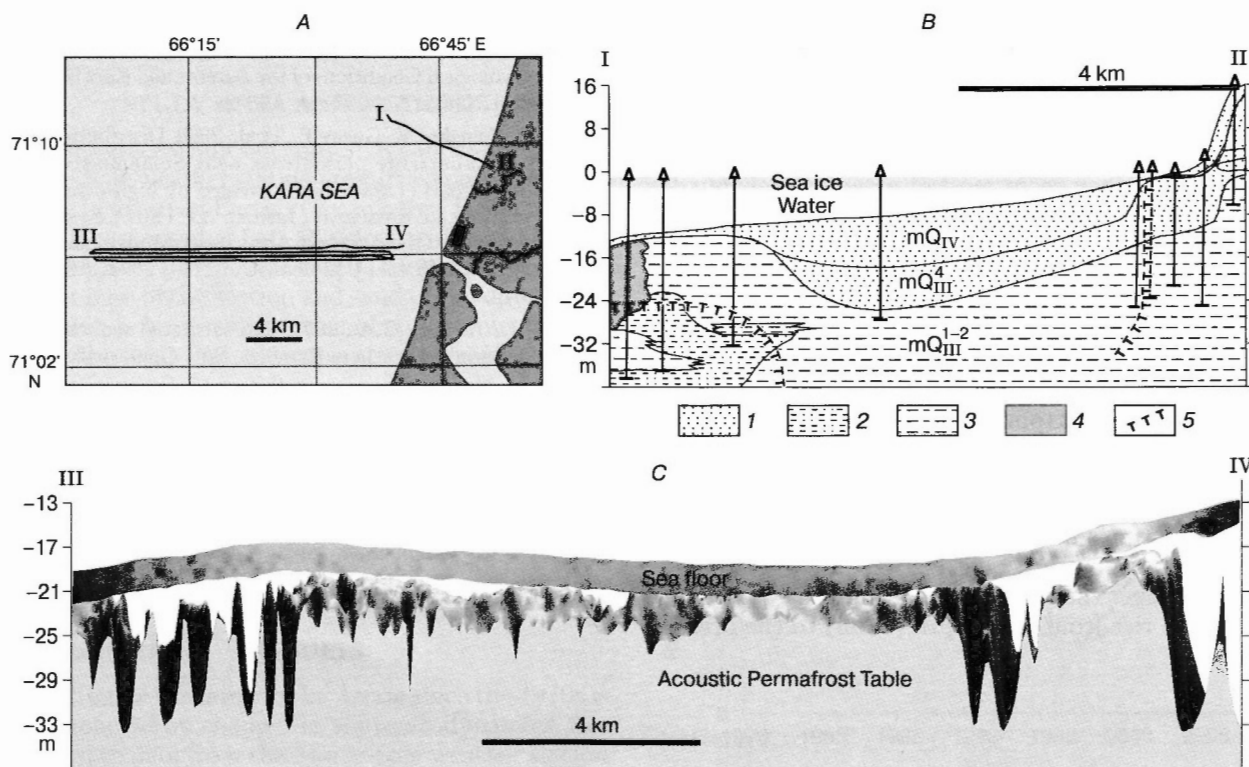 A
66°15'
66°45' E
71°10'
I
II
KARA SEA
III
IV
4 km
71°02'
N
B
I
II
4 km
16
8
0
–8
–16
–24
–32
m
Sea ice
Water
mQIV
mQIII4
mQIII1–2
1
2
3
4
5
C
III
IV
–13
–17
–21
–25
–29
–33
m
Sea floor
Acoustic Permafrost Table
4 km